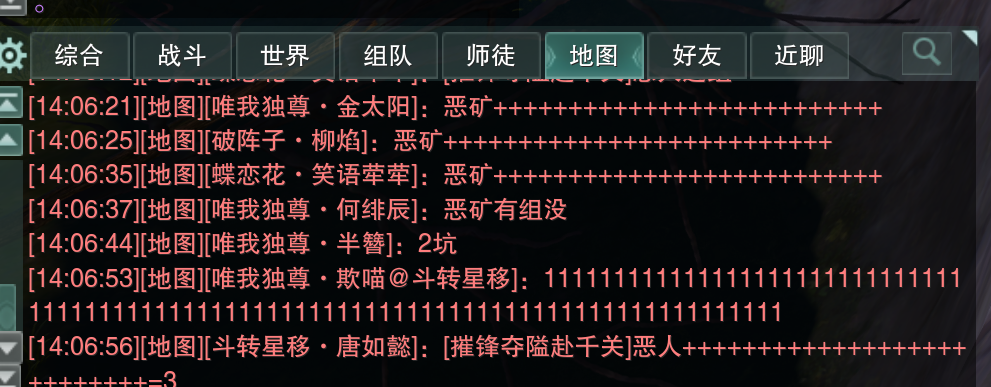 。
综合 战斗 世界 组队 师徒 地图 好友 近聊
[14:06:21][地图][唯我独尊·金太阳]：恶矿++++++++++++++++++++++++++
[14:06:25][地图][破阵子·柳焰]：恶矿++++++++++++++++++++++++++
[14:06:35][地图][蝶恋花·笑语荦荦]：恶矿++++++++++++++++++++++++++
[14:06:37][地图][唯我独尊·何绯辰]：恶矿有组没
[14:06:44][地图][唯我独尊·半簪]：2坑
[14:06:53][地图][唯我独尊·欺喵@斗转星移]：111111111111111111111111111111
111111111111111111111111111111111111111111111111111111
[14:06:56][地图][斗转星移·唐如懿]：[摧锋夺隘赴千关]恶人+++++++++++++++++++
++++++++=3